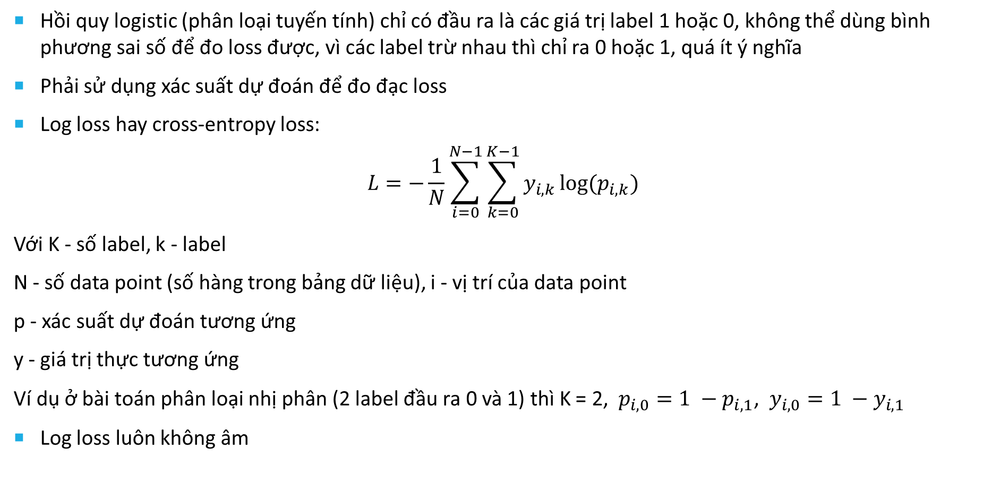 ▪ Hồi quy logistic (phân loại tuyến tính) chỉ có đầu ra là các giá trị label 1 hoặc 0, không thể dùng bình
phương sai số để đo loss được, vì các label trừ nhau thì chỉ ra 0 hoặc 1, quá ít ý nghĩa
▪ Phải sử dụng xác suất dự đoán để đo đạc loss
▪ Log loss hay cross-entropy loss:
$L = -\frac{1}{N}\sum_{i=0}^{N-1}\sum_{k=0}^{K-1} y_{i,k}\log(p_{i,k})$
Với K - số label, k - label
N - số data point (số hàng trong bảng dữ liệu), i - vị trí của data point
p - xác suất dự đoán tương ứng
y - giá trị thực tương ứng
Ví dụ ở bài toán phân loại nhị phân (2 label đầu ra 0 và 1) thì K = 2, $p_{i,0} = 1 - p_{i,1}$, $y_{i,0} = 1 - y_{i,1}$
▪ Log loss luôn không âm